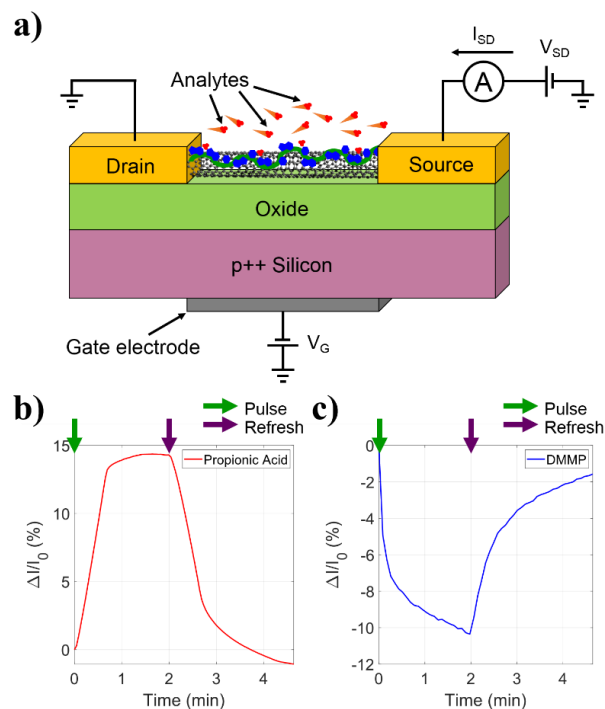 a)
I_SD
V_SD
Analytes
A
Drain
Source
Oxide
p++ Silicon
Gate electrode
V_G
b)
Pulse
Refresh
Propionic Acid
15
10
5
0
ΔI/I_0 (%)
0 1 2 3 4
Time (min)
c)
Pulse
Refresh
DMMP
0
-2
-4
-6
-8
-10
-12
ΔI/I_0 (%)
0 1 2 3 4
Time (min)